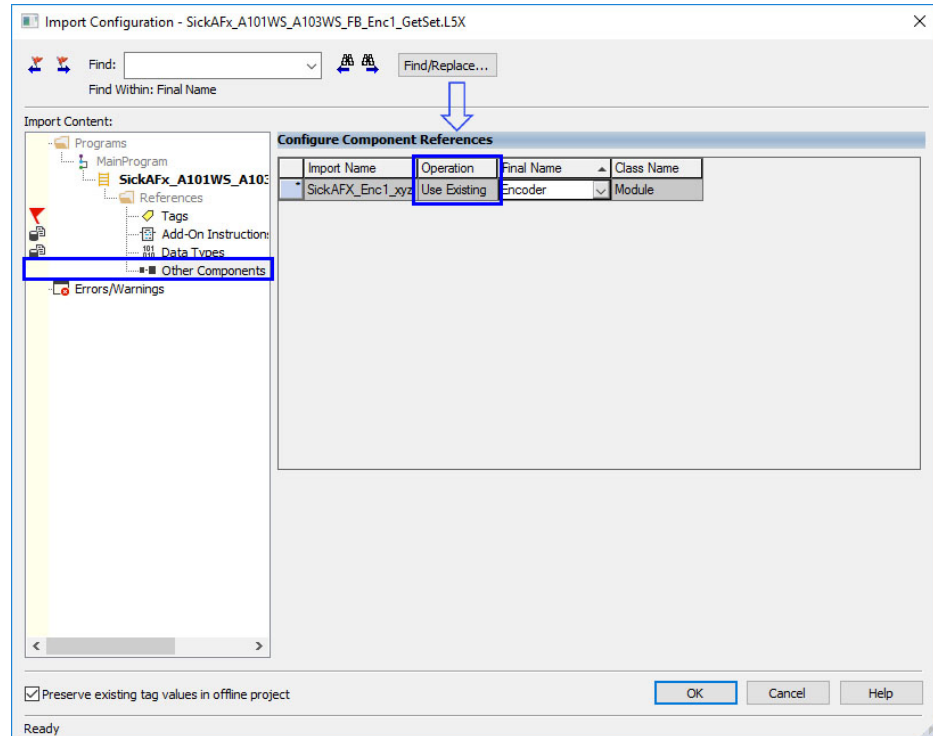 Import Configuration - SickAFx_A101WS_A103WS_FB_Enc1_GetSet.L5X
Find:
Find/Replace...
Find Within: Final Name
Import Content:
Programs
MainProgram
SickAFx_A101WS_A103
References
Tags
Add-On Instructions
Data Types
Other Components
Errors/Warnings
Configure Component References
Import Name Operation Final Name Class Name
SickAFX_Enc1_xyz Use Existing Encoder Module
Preserve existing tag values in offline project
OK Cancel Help
Ready